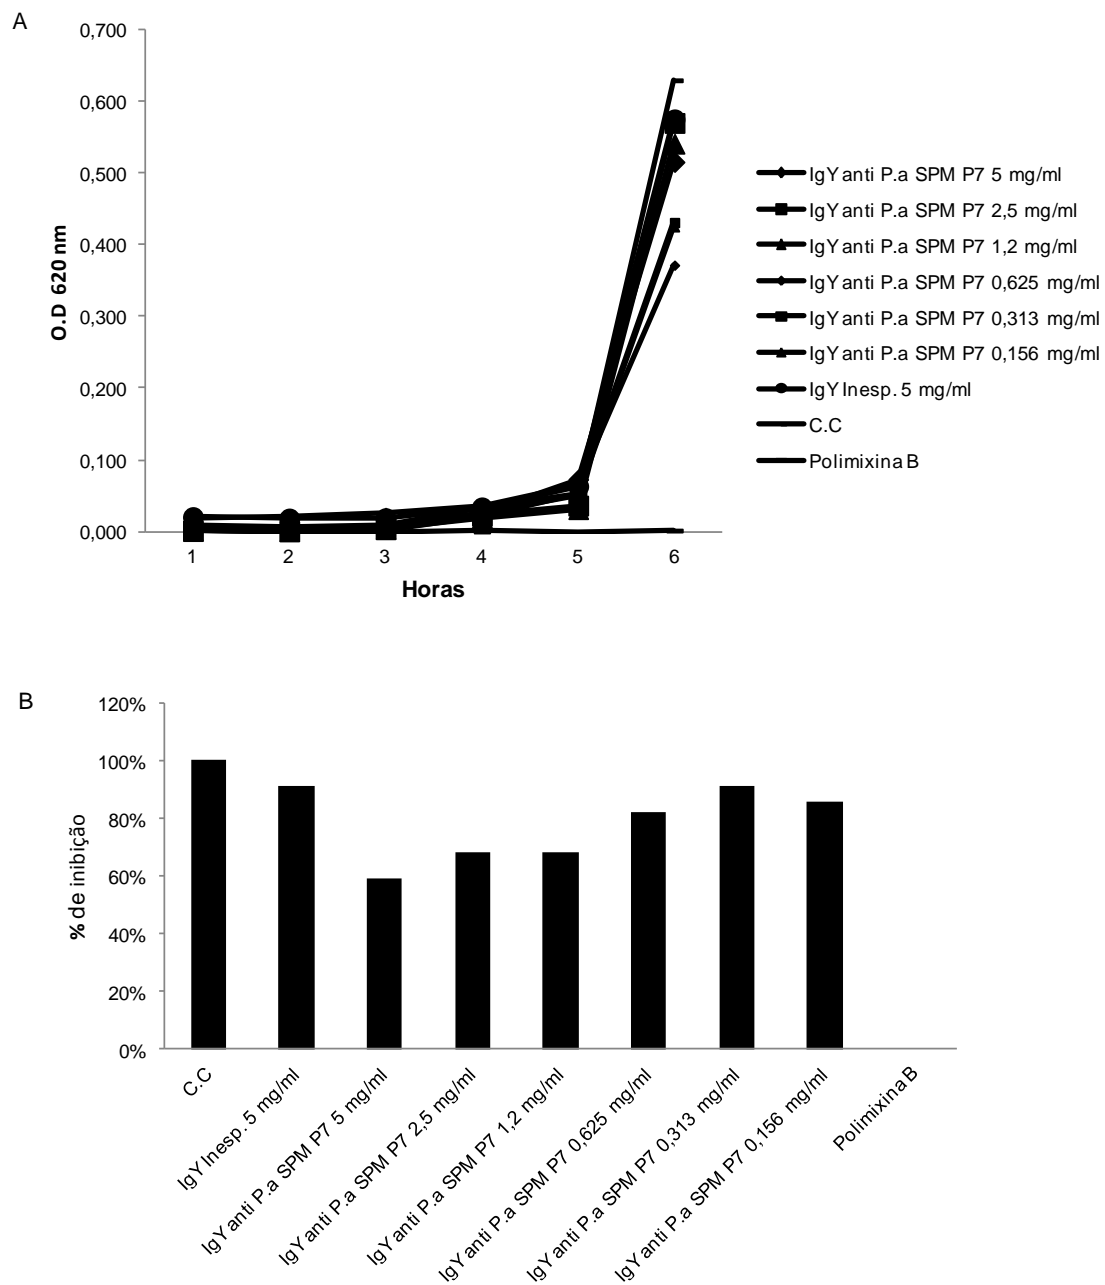 A
0,700
0,600
0,500
0,400
0,300
0,200
0,100
0,000
O.D 620 nm
1 2 3 4 5 6
Horas
IgY anti P.a SPM P7 5 mg/ml
IgY anti P.a SPM P7 2,5 mg/ml
IgY anti P.a SPM P7 1,2 mg/ml
IgY anti P.a SPM P7 0,625 mg/ml
IgY anti P.a SPM P7 0,313 mg/ml
IgY anti P.a SPM P7 0,156 mg/ml
IgY Inesp. 5 mg/ml
C.C
Polimixina B
B
120%
100%
80%
60%
40%
20%
0%
% de inibição
C.C
IgY Inesp. 5 mg/ml
IgY anti P.a SPM P7 5 mg/ml
IgY anti P.a SPM P7 2,5 mg/ml
IgY anti P.a SPM P7 1,2 mg/ml
IgY anti P.a SPM P7 0,625 mg/ml
IgY anti P.a SPM P7 0,313 mg/ml
IgY anti P.a SPM P7 0,156 mg/ml
Polimixina B